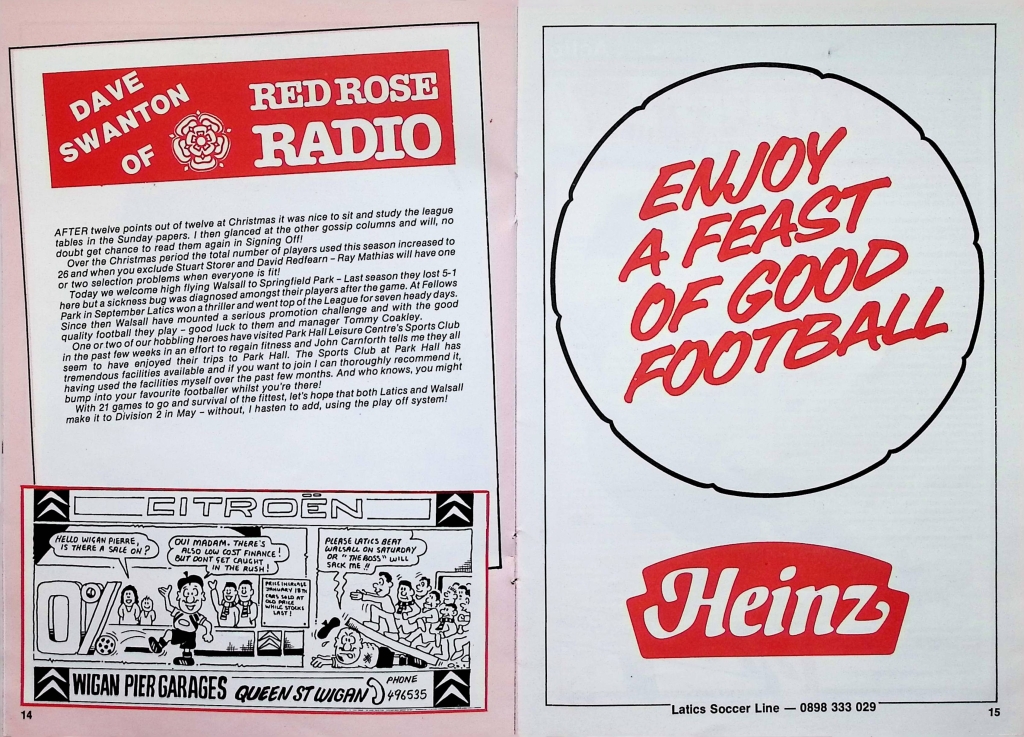 DAVE
SWANTON
OF
RED ROSE
RADIO
AFTER twelve points out of twelve at Christmas it was nice to sit and study the league
tables in the Sunday papers. I then glanced at the other gossip columns and will, no
doubt get chance to read them again in Signing Off!
Over the Christmas period the total number of players used this season increased to
26 and when you exclude Stuart Storer and David Redfearn – Ray Mathias will have one
or two selection problems when everyone is fit!
Today we welcome high flying Walsall to Springfield Park – Last season they lost 5-1
here but a sickness bug was diagnosed amongst their players after the game. At Fellows
Park in September Latics won a thriller and went top of the League for seven heady days.
Since then Walsall have mounted a serious promotion challenge and with the good
quality football they play – good luck to them and manager Tommy Coakley.
One or two of our hobbling heroes have visited Park Hall Leisure Centre's Sports Club
in the past few weeks in an effort to regain fitness and John Carnforth tells me they all
seem to have enjoyed their trips to Park Hall. The Sports Club at Park Hall has
tremendous facilities available and if you want to join I can thoroughly recommend it,
having used the facilities myself over the past few months. And who knows, you might
bump into your favourite footballer whilst you're there!
With 21 games to go and survival of the fittest, let's hope that both Latics and Walsall
make it to Division 2 in May – without, I hasten to add, using the play off system!
CITROËN
HELLO WIGAN PIERRE,
IS THERE A SALE ON?
OUI MADAM. THERE'S
ALSO LOW COST FINANCE!
BUT DONT GET CAUGHT
IN THE RUSH!
PLEASE LATICS BEAT
WALSALL ON SATURDAY
OR "THE BOSS" WILL
SACK ME!!
0%
PRICE INCREASE
JANUARY 18TH
CARS SOLD AT
OLD PRICE
WHILE STOCKS
LAST!
WIGAN PIER GARAGES QUEEN ST WIGAN PHONE
496535
14
ENJOY
A FEAST
OF GOOD
FOOTBALL
Heinz
Latics Soccer Line — 0898 333 029
15